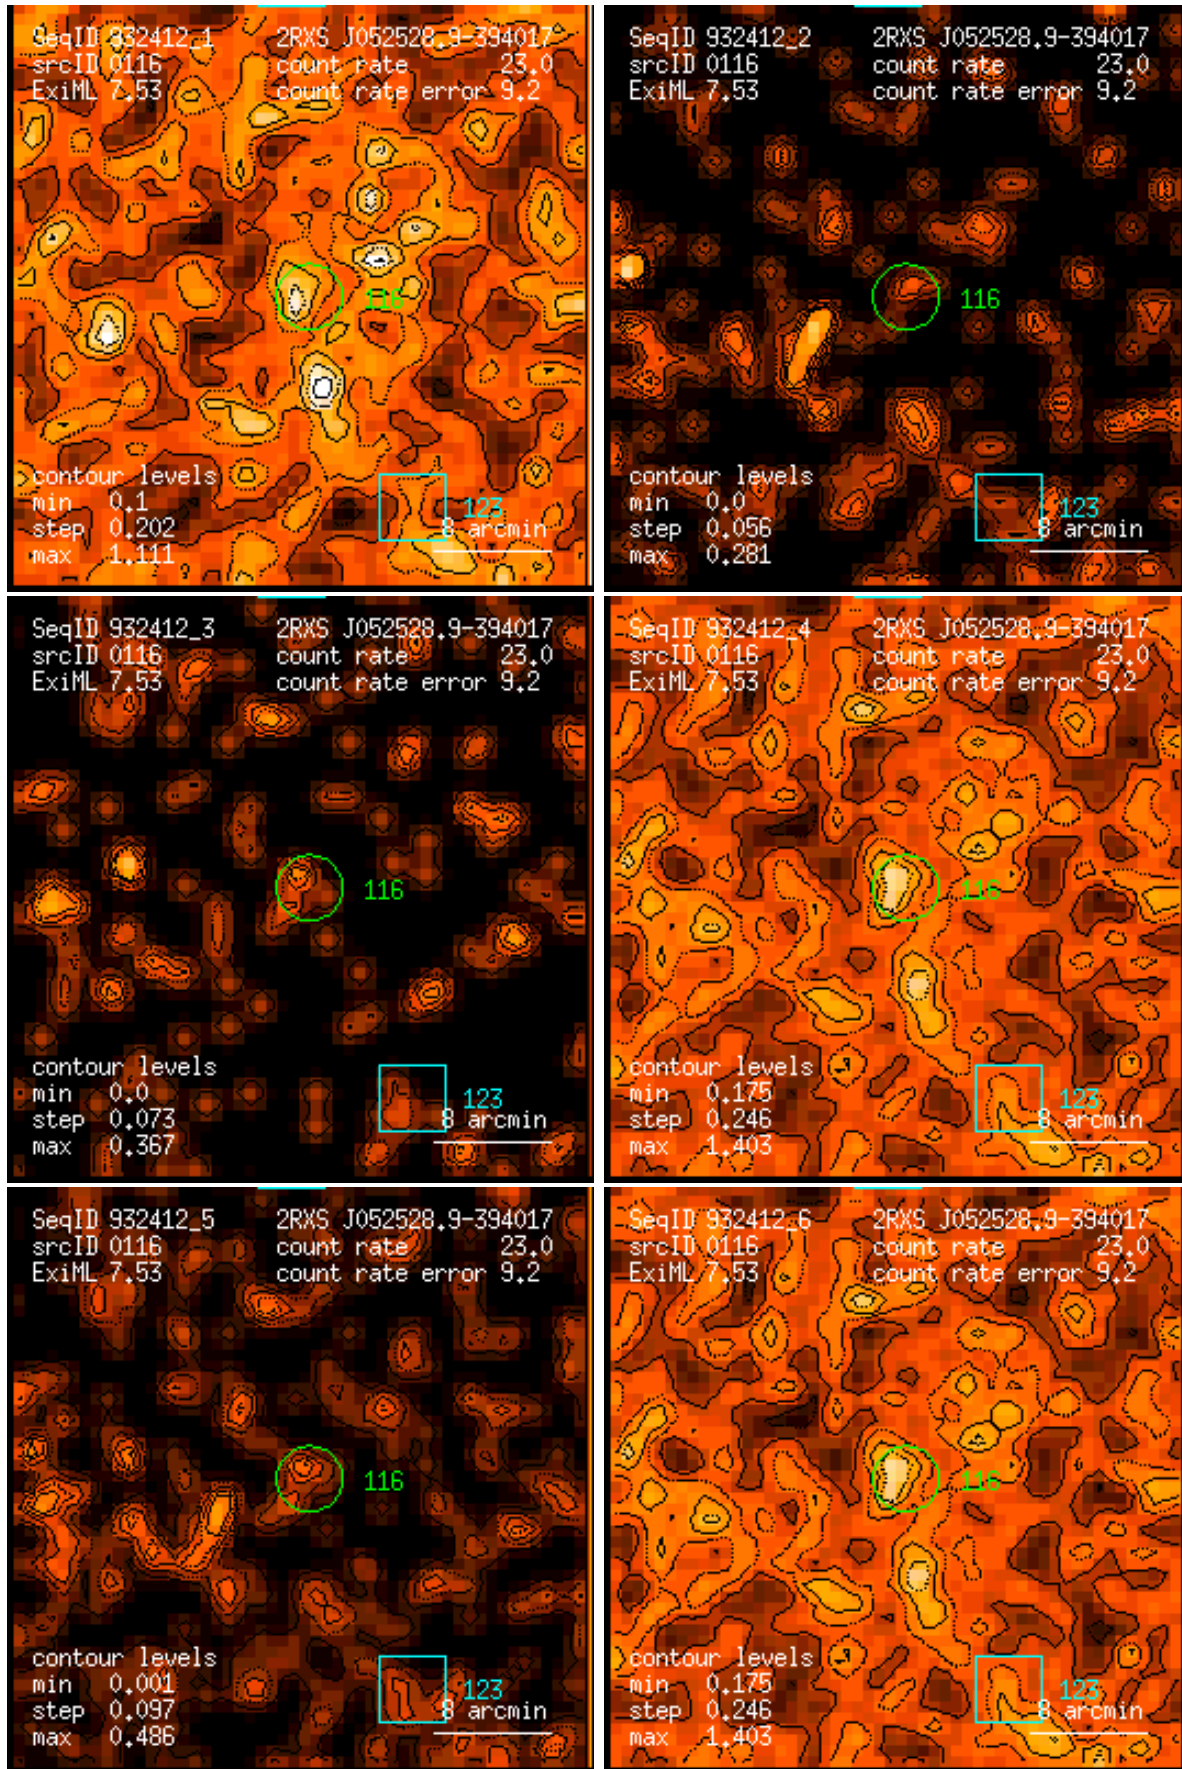 SeqID 932412_1 2RXS J052528.9-394017
srcID 0116 count rate 23.0
ExiML 7.53 count rate error 9.2
116
contour levels
min 0.1
step 0.202
max 1.111
123
8 arcmin
SeqID 932412_2 2RXS J052528.9-394017
srcID 0116 count rate 23.0
ExiML 7.53 count rate error 9.2
116
contour levels
min 0.0
step 0.056
max 0.281
123
8 arcmin
SeqID 932412_3 2RXS J052528.9-394017
srcID 0116 count rate 23.0
ExiML 7.53 count rate error 9.2
116
contour levels
min 0.0
step 0.073
max 0.367
123
8 arcmin
SeqID 932412_4 2RXS J052528.9-394017
srcID 0116 count rate 23.0
ExiML 7.53 count rate error 9.2
116
contour levels
min 0.175
step 0.246
max 1.403
123
8 arcmin
SeqID 932412_5 2RXS J052528.9-394017
srcID 0116 count rate 23.0
ExiML 7.53 count rate error 9.2
116
contour levels
min 0.001
step 0.097
max 0.486
123
8 arcmin
SeqID 932412_6 2RXS J052528.9-394017
srcID 0116 count rate 23.0
ExiML 7.53 count rate error 9.2
116
contour levels
min 0.175
step 0.246
max 1.403
123
8 arcmin